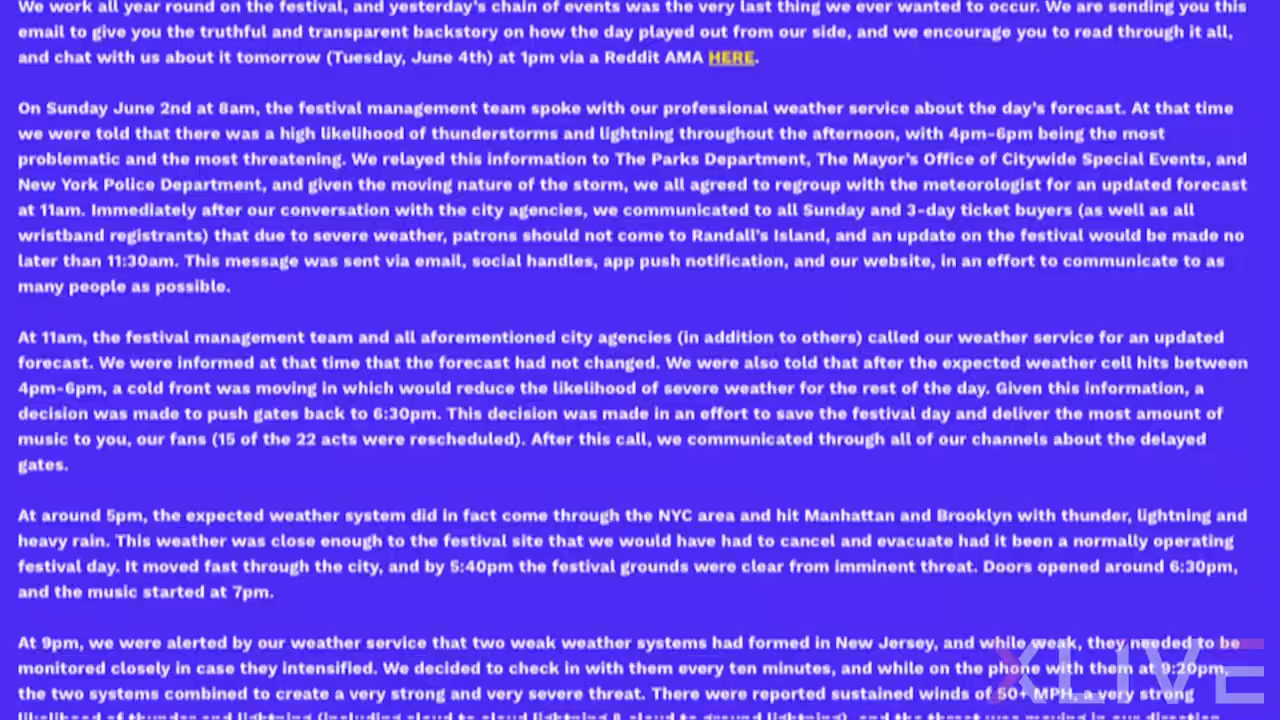 We work all year round on the festival, and yesterday's chain of events was the very last thing we ever wanted to occur. We are sending you this
email to give you the truthful and transparent backstory on how the day played out from our side, and we encourage you to read through it all,
and chat with us about it tomorrow (Tuesday, June 4th) at 1pm via a Reddit AMA HERE.
On Sunday June 2nd at 8am, the festival management team spoke with our professional weather service about the day's forecast. At that time
we were told that there was a high likelihood of thunderstorms and lightning throughout the afternoon, with 4pm-6pm being the most
problematic and the most threatening. We relayed this information to The Parks Department, The Mayor's Office of Citywide Special Events, and
New York Police Department, and given the moving nature of the storm, we all agreed to regroup with the meteorologist for an updated forecast
at 11am. Immediately after our conversation with the city agencies, we communicated to all Sunday and 3-day ticket buyers (as well as all
wristband registrants) that due to severe weather, patrons should not come to Randall's Island, and an update on the festival would be made no
later than 11:30am. This message was sent via email, social handles, app push notification, and our website, in an effort to communicate to as
many people as possible.
At 11am, the festival management team and all aforementioned city agencies (in addition to others) called our weather service for an updated
forecast. We were informed at that time that the forecast had not changed. We were also told that after the expected weather cell hits between
4pm-6pm, a cold front was moving in which would reduce the likelihood of severe weather for the rest of the day. Given this information, a
decision was made to push gates back to 6:30pm. This decision was made in an effort to save the festival day and deliver the most amount of
music to you, our fans (15 of the 22 acts were rescheduled). After this call, we communicated through all of our channels about the delayed
gates.
At around 5pm, the expected weather system did in fact come through the NYC area and hit Manhattan and Brooklyn with thunder, lightning and
heavy rain. This weather was close enough to the festival site that we would have had to cancel and evacuate had it been a normally operating
festival day. It moved fast through the city, and by 5:40pm the festival grounds were clear from imminent threat. Doors opened around 6:30pm,
and the music started at 7pm.
At 9pm, we were alerted by our weather service that two weak weather systems had formed in New Jersey, and while weak, they needed to be
monitored closely in case they intensified. We decided to check in with them every ten minutes, and while on the phone with them at 9:20pm,
the two systems combined to create a very strong and very severe threat. There were reported sustained winds of 50+ MPH, a very strong
likelihood of thunder and lightning (including cloud to cloud lightning & cloud to ground lightning), and the threat was moving in our direction
XLIVE